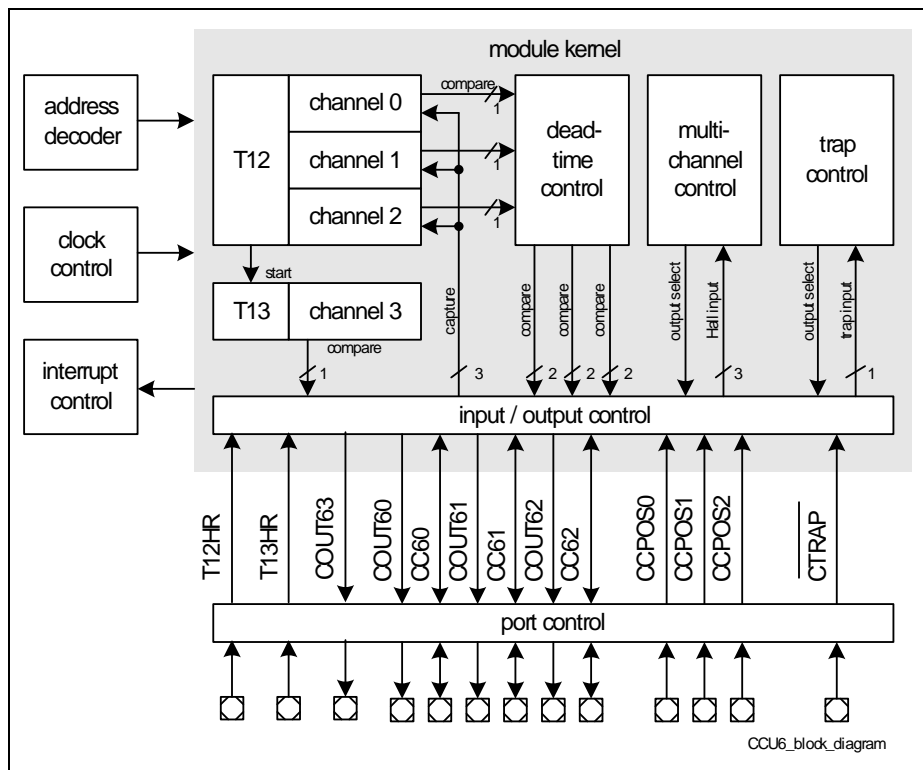 module kernel
address
decoder
clock
control
interrupt
control
T12
channel 0
channel 1
channel 2
compare
1
1
1
dead-
time
control
multi-
channel
control
trap
control
start
T13
channel 3
compare
1
capture
3
compare
2
compare
2
compare
2
output select
Hall input
3
output select
trap input
1
input / output control
T12HR
T13HR
COUT63
COUT60
CC60
COUT61
CC61
COUT62
CC62
CCPOS0
CCPOS1
CCPOS2
CTRAP
port control
CCU6_block_diagram